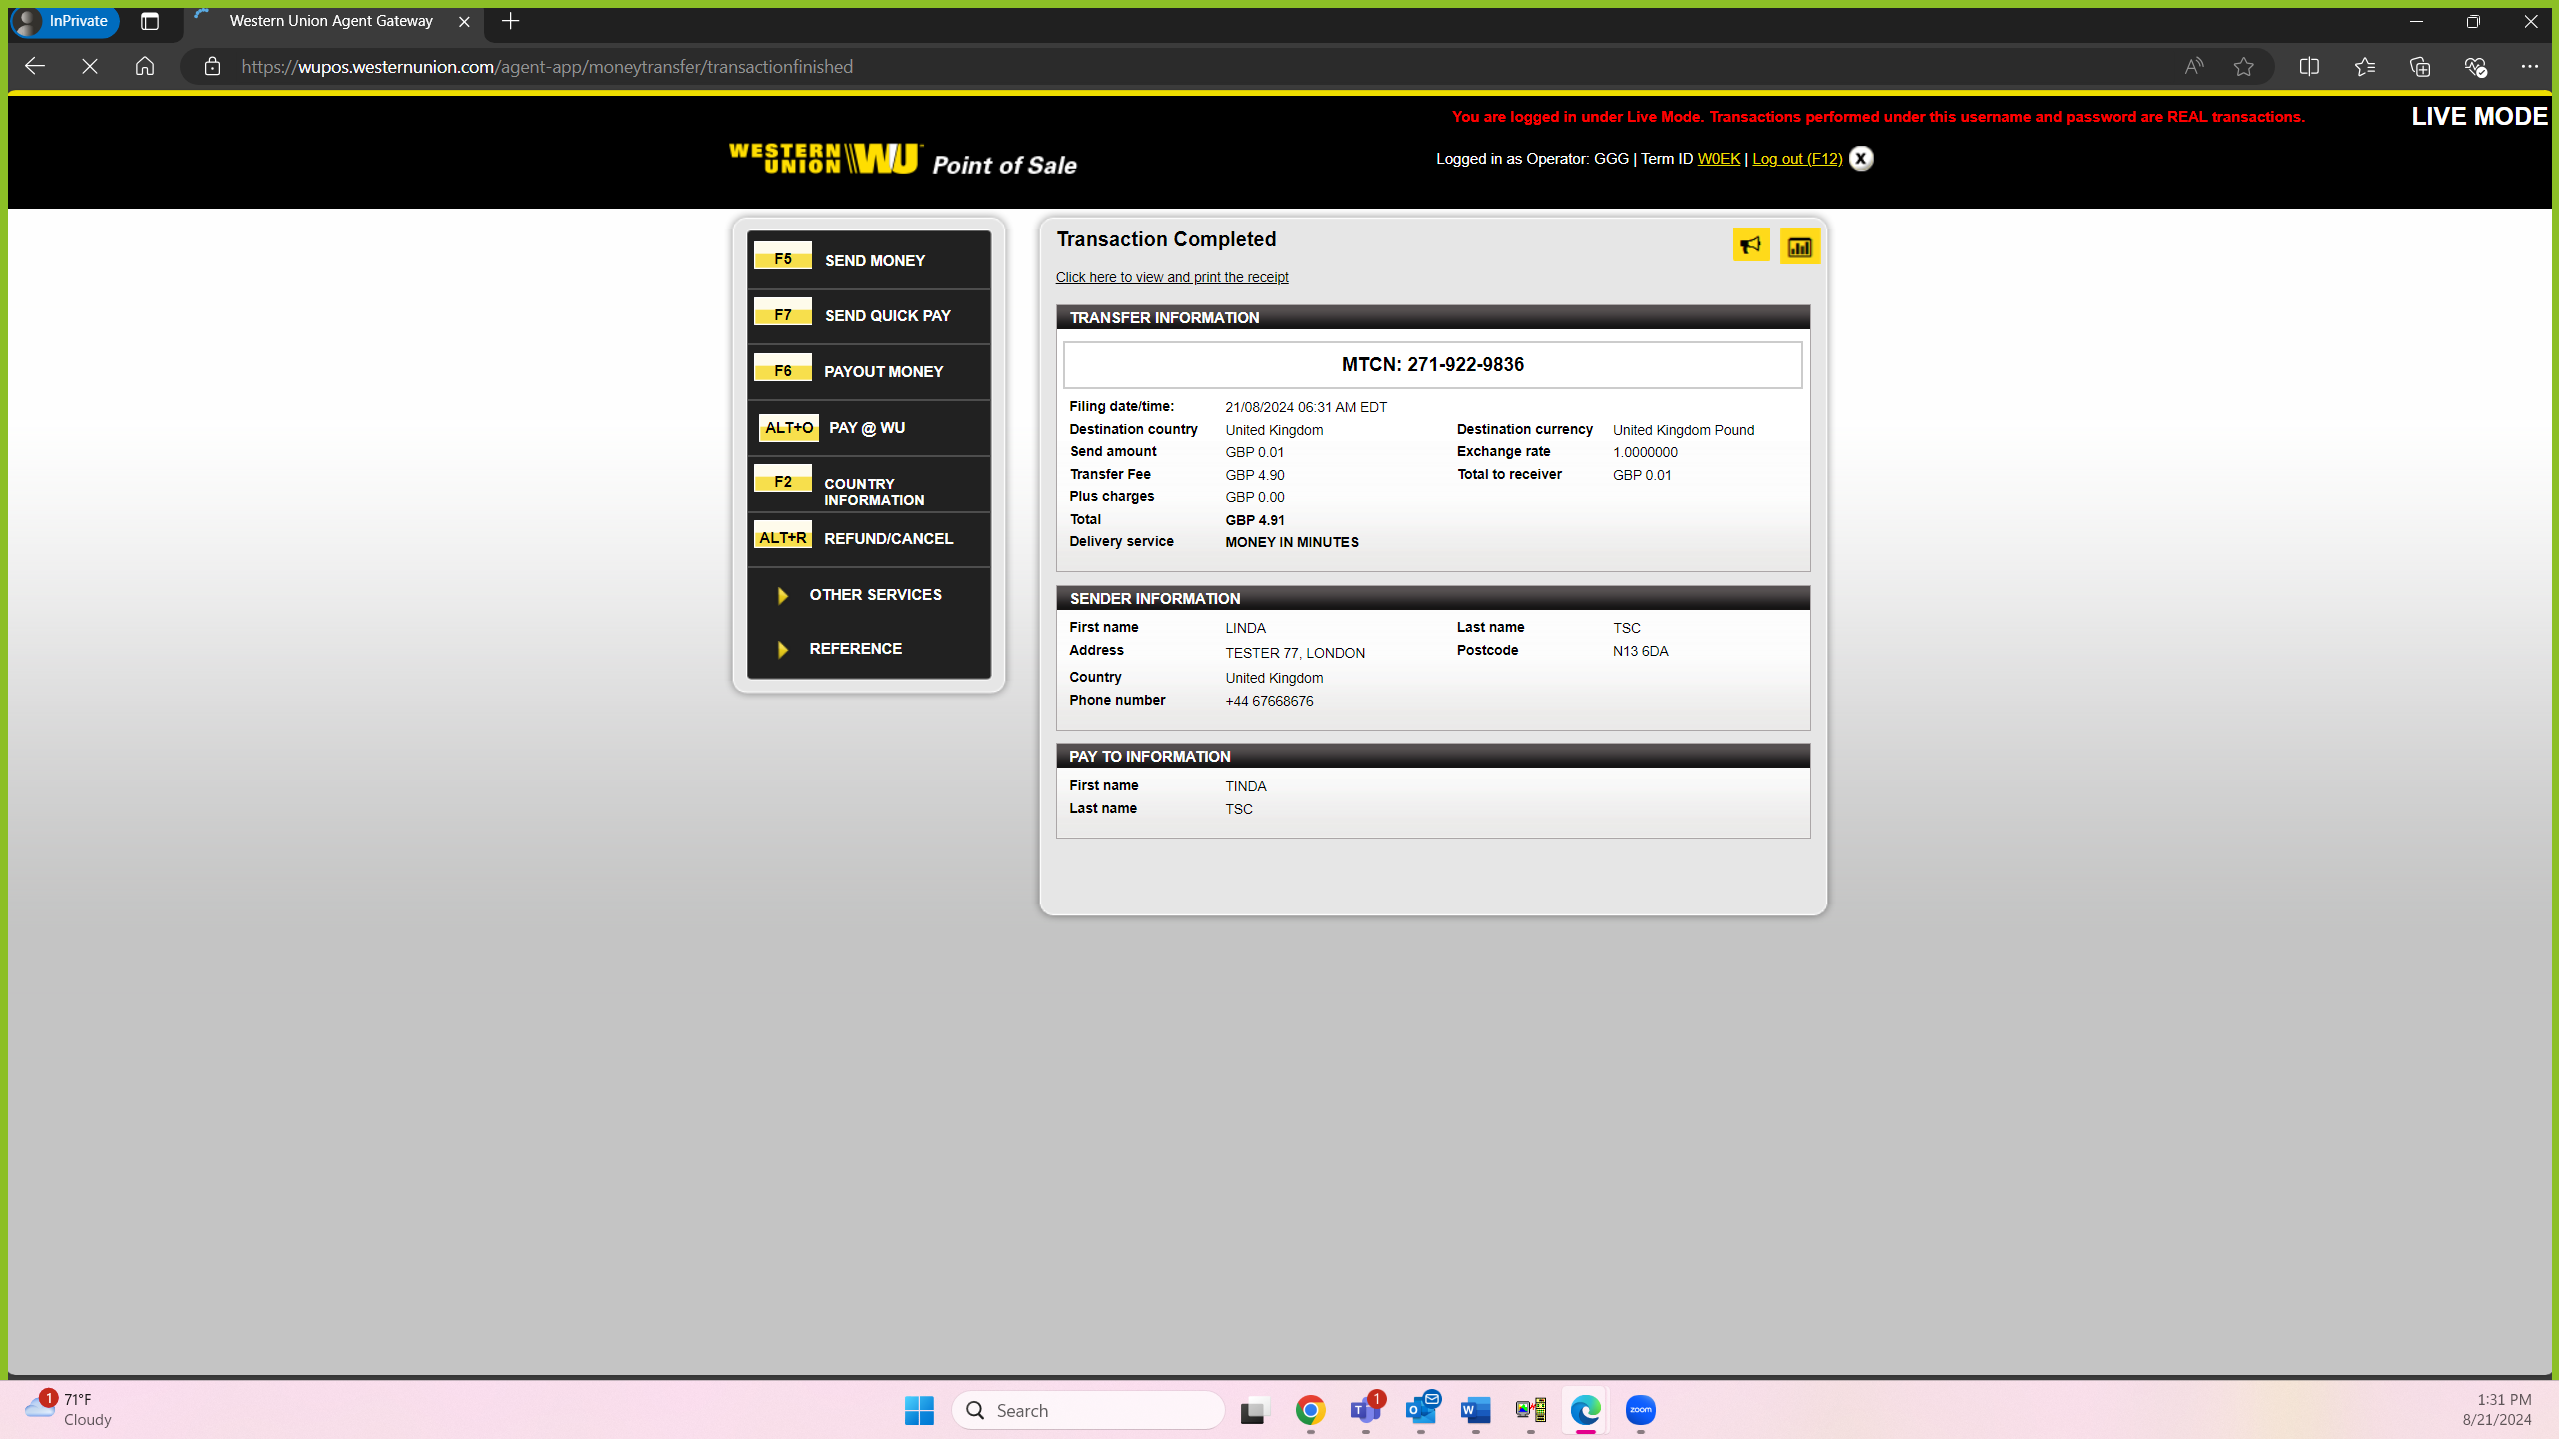 InPrivate
Western Union Agent Gateway
https://wupos.westernunion.com/agent-app/moneytransfer/transactionfinished
You are logged in under Live Mode. Transactions performed under this username and password are REAL transactions.
LIVE MODE
WESTERN UNION WU Point of Sale
Logged in as Operator: GGG | Term ID W0EK | Log out (F12) X
F5 SEND MONEY
F7 SEND QUICK PAY
F6 PAYOUT MONEY
ALT+O PAY @ WU
F2 COUNTRY
INFORMATION
ALT+R REFUND/CANCEL
OTHER SERVICES
REFERENCE
Transaction Completed
Click here to view and print the receipt
TRANSFER INFORMATION
MTCN: 271-922-9836
Filing date/time: 21/08/2024 06:31 AM EDT
Destination country United Kingdom Destination currency United Kingdom Pound
Send amount GBP 0.01 Exchange rate 1.0000000
Transfer Fee GBP 4.90 Total to receiver GBP 0.01
Plus charges GBP 0.00
Total GBP 4.91
Delivery service MONEY IN MINUTES
SENDER INFORMATION
First name LINDA Last name TSC
Address TESTER 77, LONDON Postcode N13 6DA
Country United Kingdom
Phone number +44 67668676
PAY TO INFORMATION
First name TINDA
Last name TSC
1
71°F
Cloudy
Search
1
zoom
1:31 PM
8/21/2024